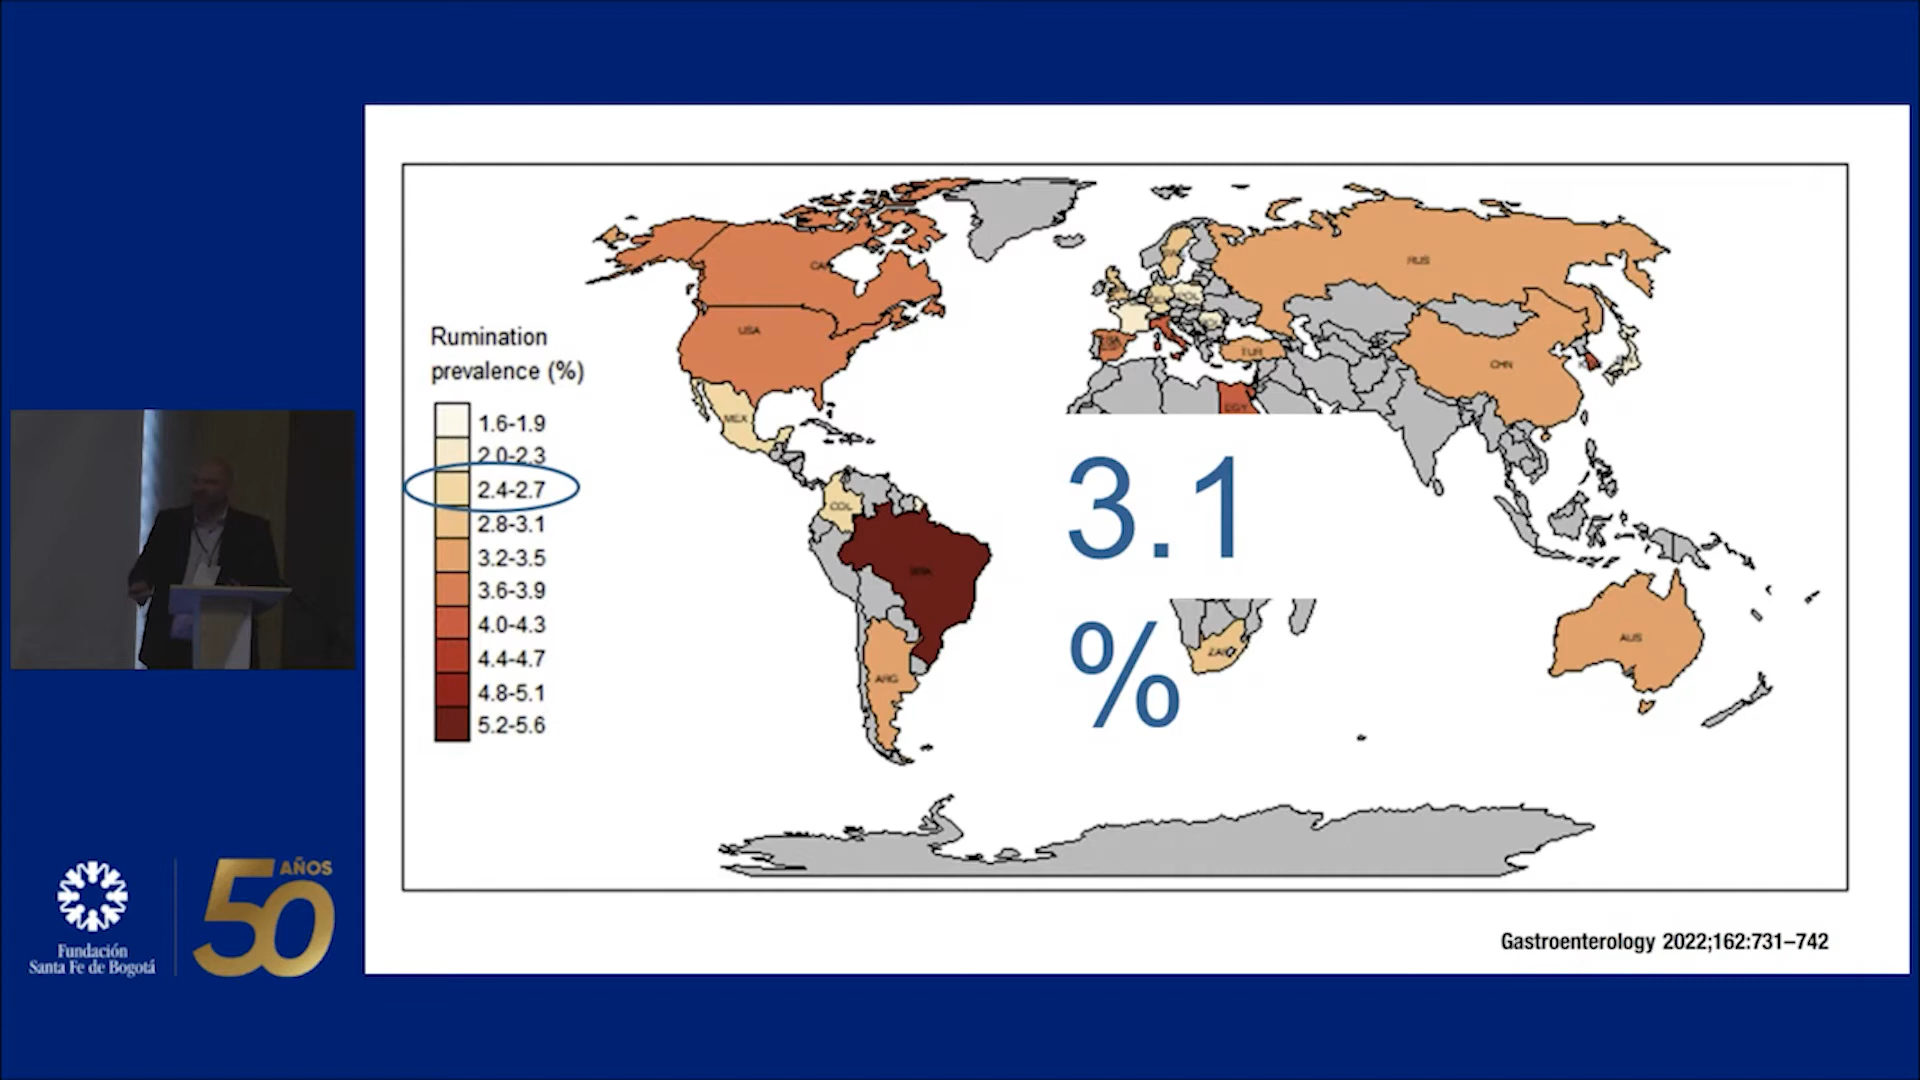 Rumination
prevalence (%)
1.6-1.9
2.0-2.3
2.4-2.7
2.8-3.1
3.2-3.5
3.6-3.9
4.0-4.3
4.4-4.7
4.8-5.1
5.2-5.6
CAN
USA
MEX
COL
BRA
ARG
RUS
CHN
TUR
EGY
AUS
3.1
%
Gastroenterology 2022;162:731–742
Fundación
Santa Fe de Bogotá
50 AÑOS